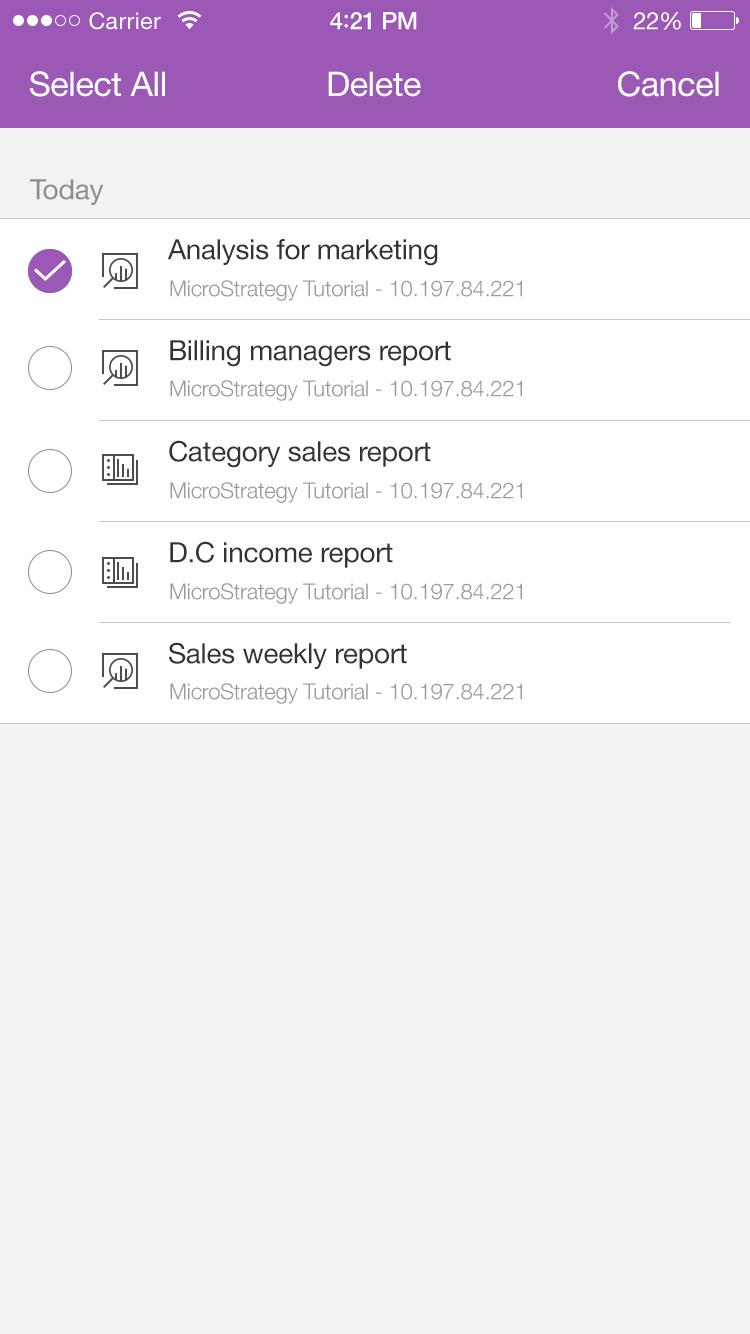 Carrier 4:21 PM 22%
Select All Delete Cancel
Today
Analysis for marketing
MicroStrategy Tutorial - 10.197.84.221
Billing managers report
MicroStrategy Tutorial - 10.197.84.221
Category sales report
MicroStrategy Tutorial - 10.197.84.221
D.C income report
MicroStrategy Tutorial - 10.197.84.221
Sales weekly report
MicroStrategy Tutorial - 10.197.84.221